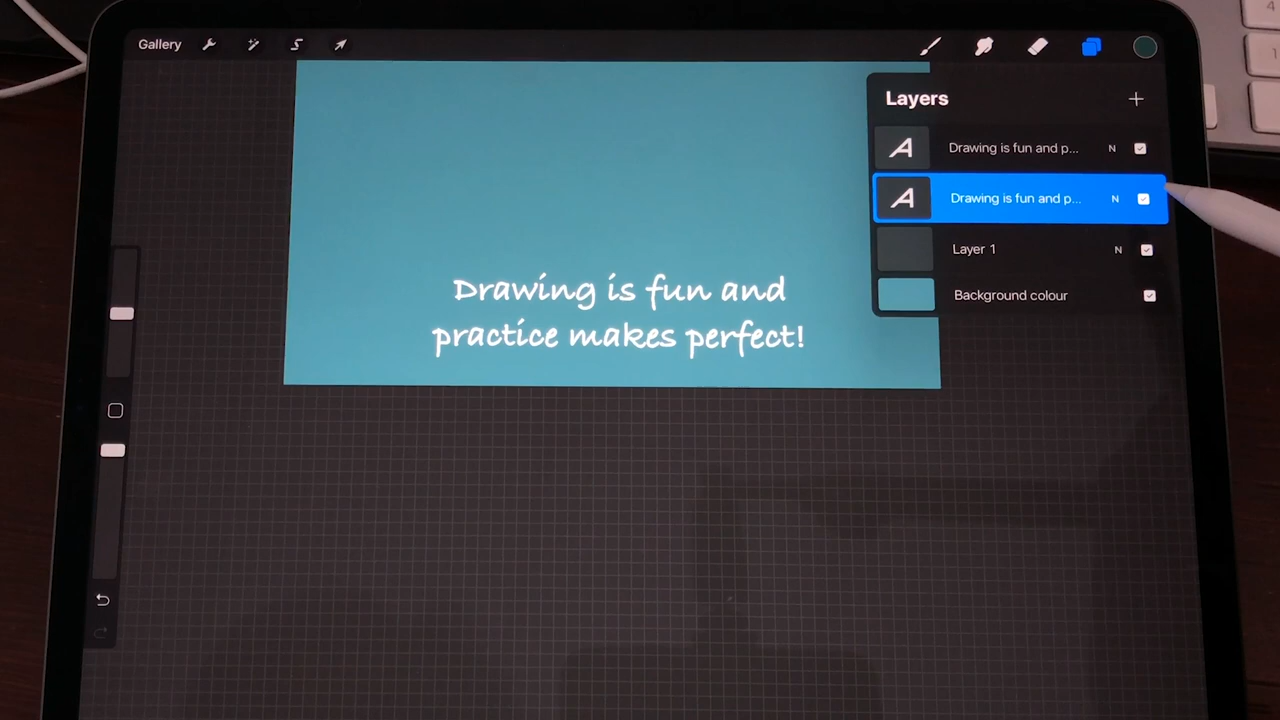 Gallery
Layers
Drawing is fun and p... N
Drawing is fun and p... N
Layer 1 N
Background colour
Drawing is fun and
practice makes perfect!